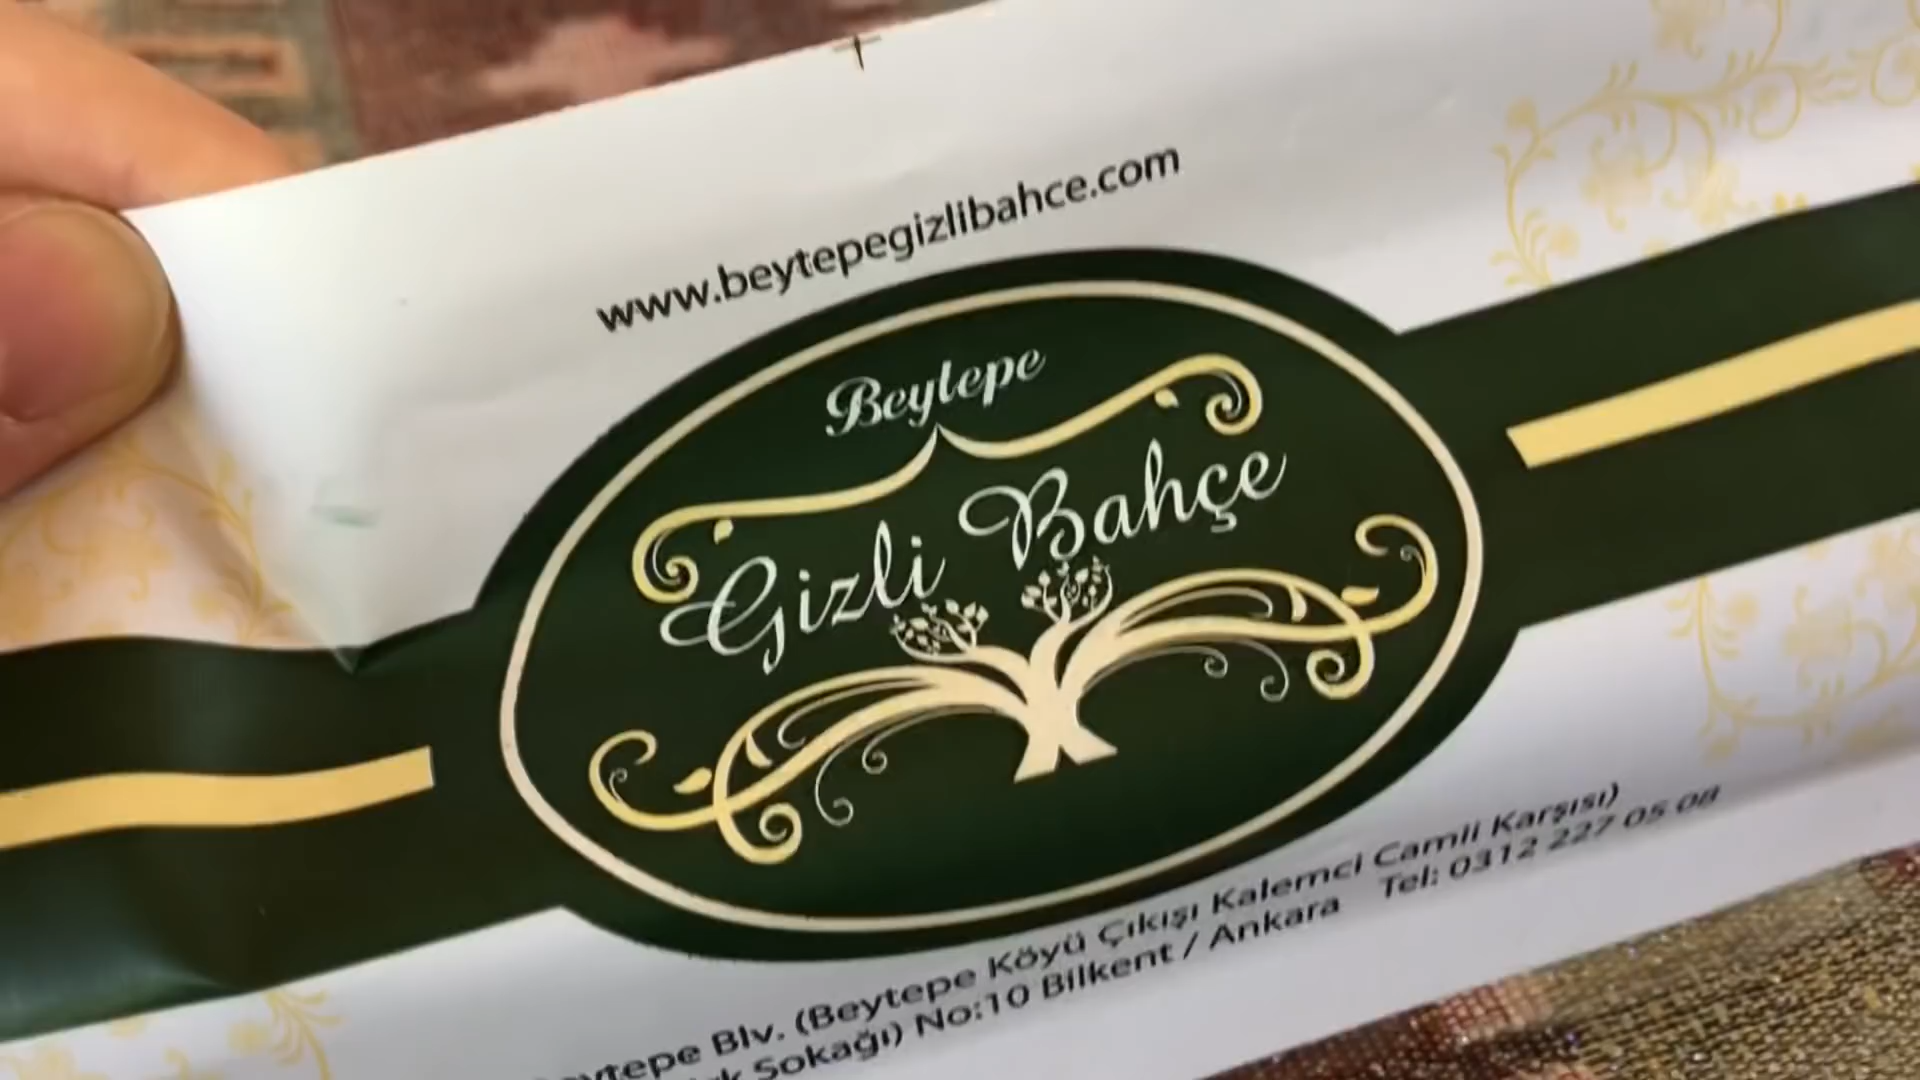 www.beytepegizlibahce.com
Beytepe
Gizli Bahçe
Blv. (Beytepe Köyü Çıkışı Kalemci Camii Karşısı)
Sokağı) No:10 Bilkent / Ankara Tel: 0312 227 05 08